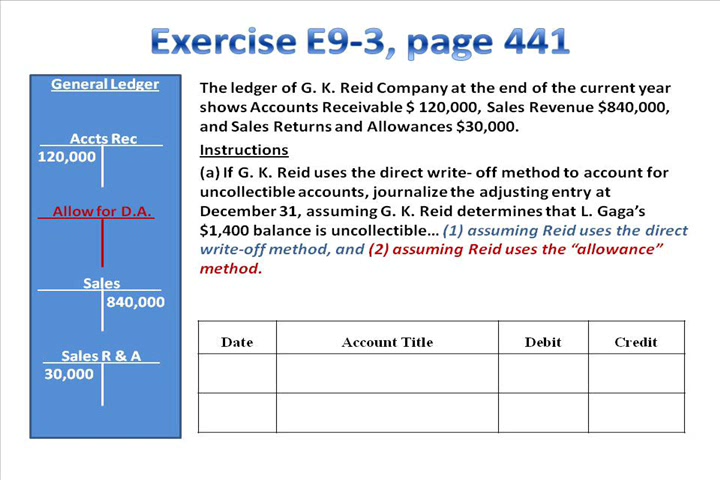 Exercise E9-3, page 441
General Ledger
Accts Rec
120,000
Allow for D.A.
Sales
840,000
Sales R & A
30,000
The ledger of G. K. Reid Company at the end of the current year
shows Accounts Receivable $ 120,000, Sales Revenue $840,000,
and Sales Returns and Allowances $30,000.
Instructions
(a) If G. K. Reid uses the direct write- off method to account for
uncollectible accounts, journalize the adjusting entry at
December 31, assuming G. K. Reid determines that L. Gaga's
$1,400 balance is uncollectible... (1) assuming Reid uses the direct
write-off method, and (2) assuming Reid uses the “allowance”
method.
Date Account Title Debit Credit